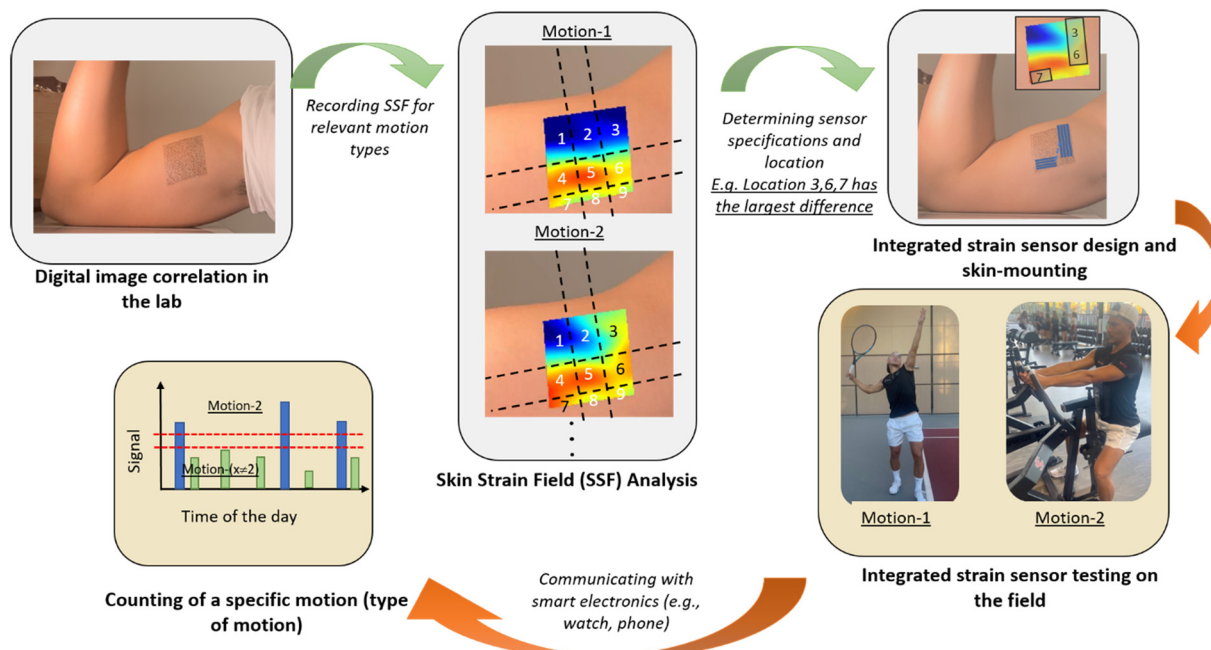 Recording SSF for
relevant motion
types
Digital image correlation in
the lab
Motion-1
1 2 3
4 5 6
7 8 9
Motion-2
1 2 3
4 5 6
7 8 9
Skin Strain Field (SSF) Analysis
Determining sensor
specifications and
location
E.g. Location 3,6,7 has
the largest difference
3
6
7
Integrated strain sensor design and
skin-mounting
Motion-1
Motion-2
Integrated strain sensor testing on
the field
Communicating with
smart electronics (e.g.,
watch, phone)
Signal
Motion-2
Motion-(x≠2)
Time of the day
Counting of a specific motion (type
of motion)